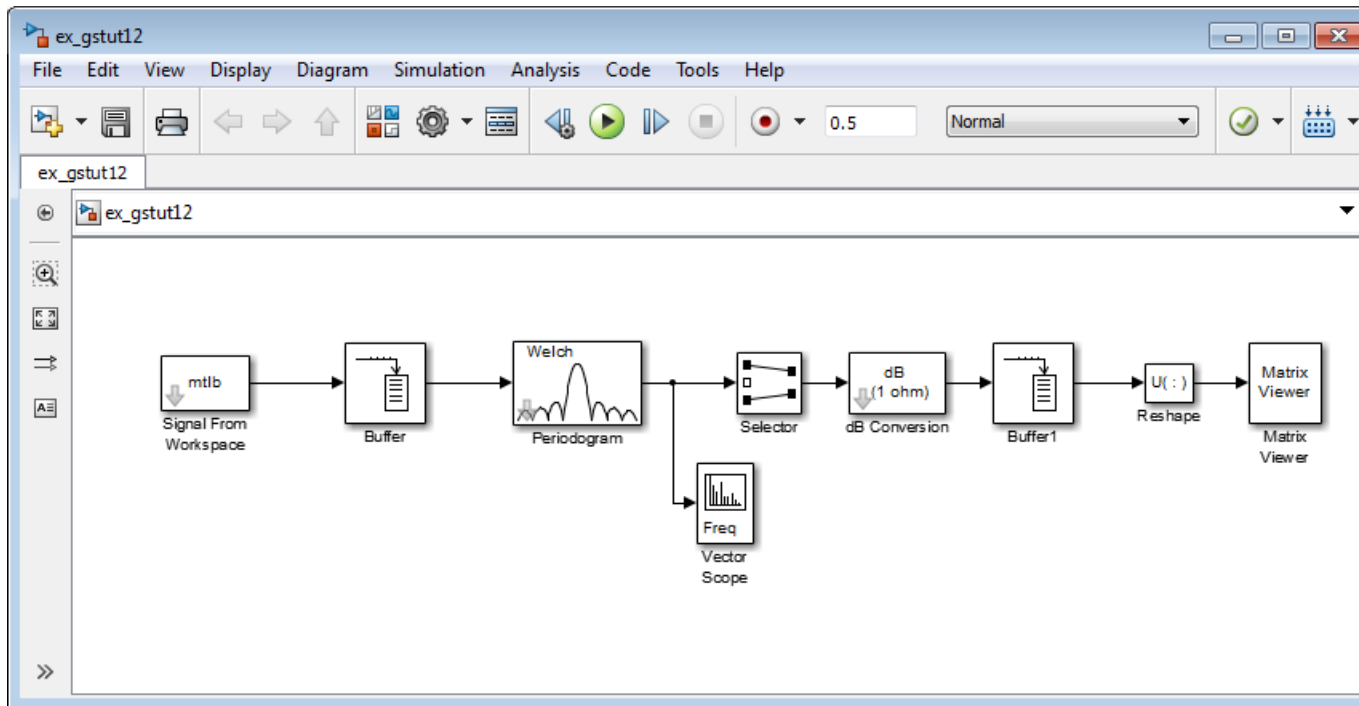 ex_gstut12
File Edit View Display Diagram Simulation Analysis Code Tools Help
0.5 Normal
ex_gstut12
ex_gstut12
mtlb
Signal From
Workspace
Buffer
Welch
Periodogram
Selector
dB
(1 ohm)
dB Conversion
Buffer1
U( : )
Reshape
Matrix
Viewer
Matrix
Viewer
Freq
Vector
Scope